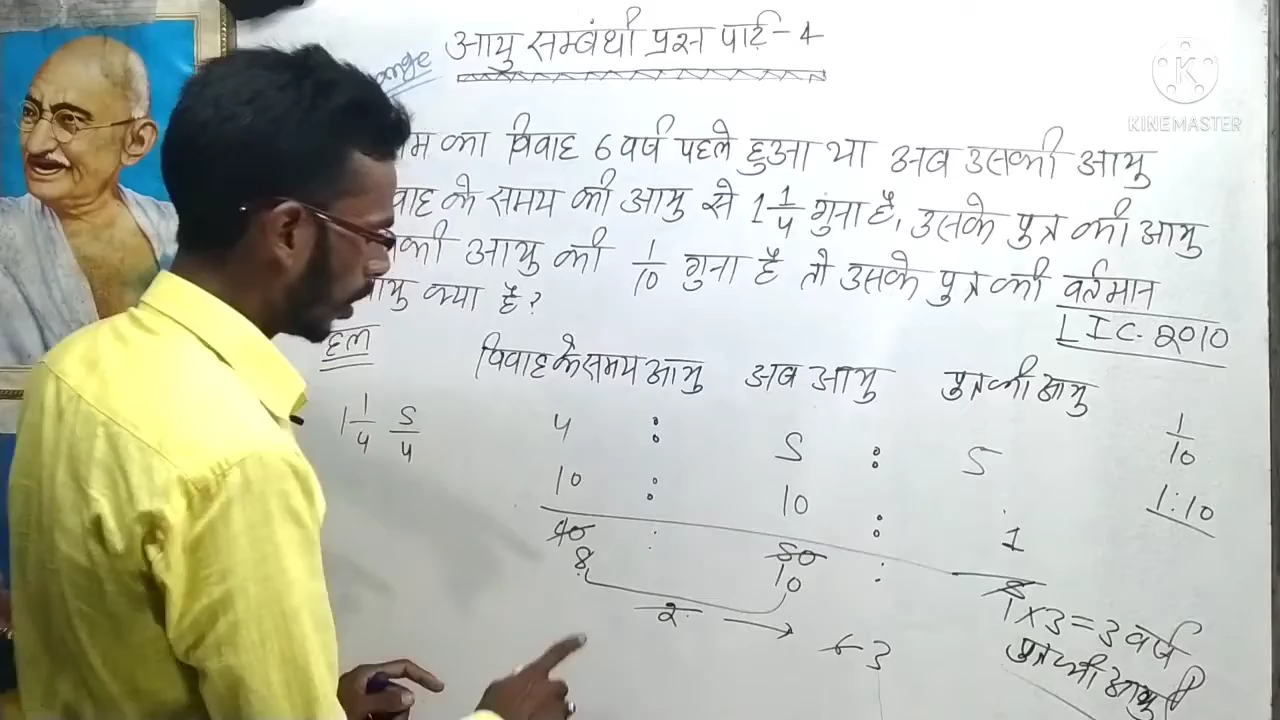 आयु सम्बंधी प्रश्न पार्ट-4
KINEMASTER
का विवाह 6 वर्ष पहले हुआ था अब उसकी आयु
के समय की आयु से 1 1/4 गुना है, उसके पुत्र की आयु
की आयु की 1/10 गुना है तो उसके पुत्र की वर्तमान
क्या है?
LIC-2010
हल
विवाह के समय आयु अब आयु पुत्र की आयु
1 1/4 5/4
4 : 5 : 5
1/10
10 : 10 : 1
1:10
40 : 50 :
8 10 : 1×3=3 वर्ष
2 → 6 3
पुत्र की आयु